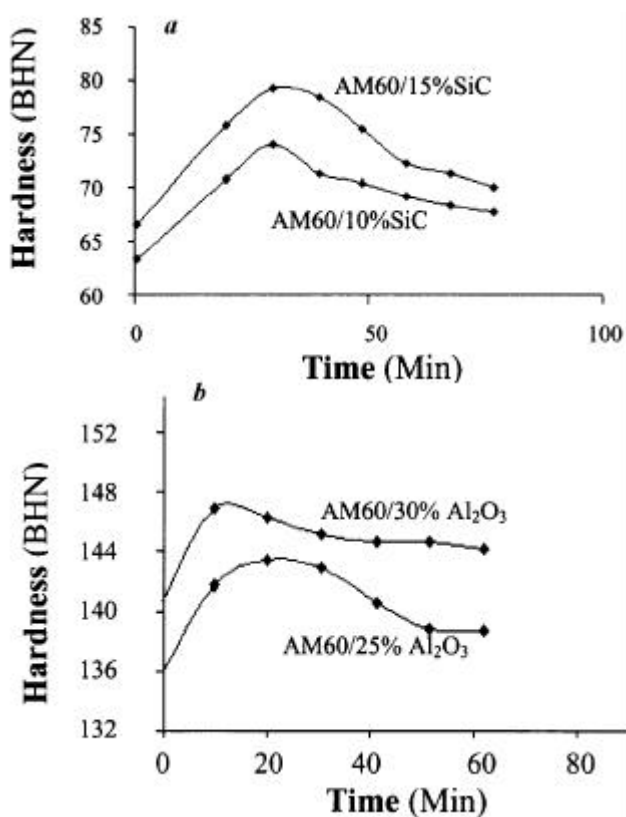 a
85
80
75
70
65
60
Hardness (BHN)
AM60/15%SiC
AM60/10%SiC
0 50 100
Time (Min)
b
152
148
144
140
136
132
Hardness (BHN)
AM60/30% Al₂O₃
AM60/25% Al₂O₃
0 20 40 60 80
Time (Min)